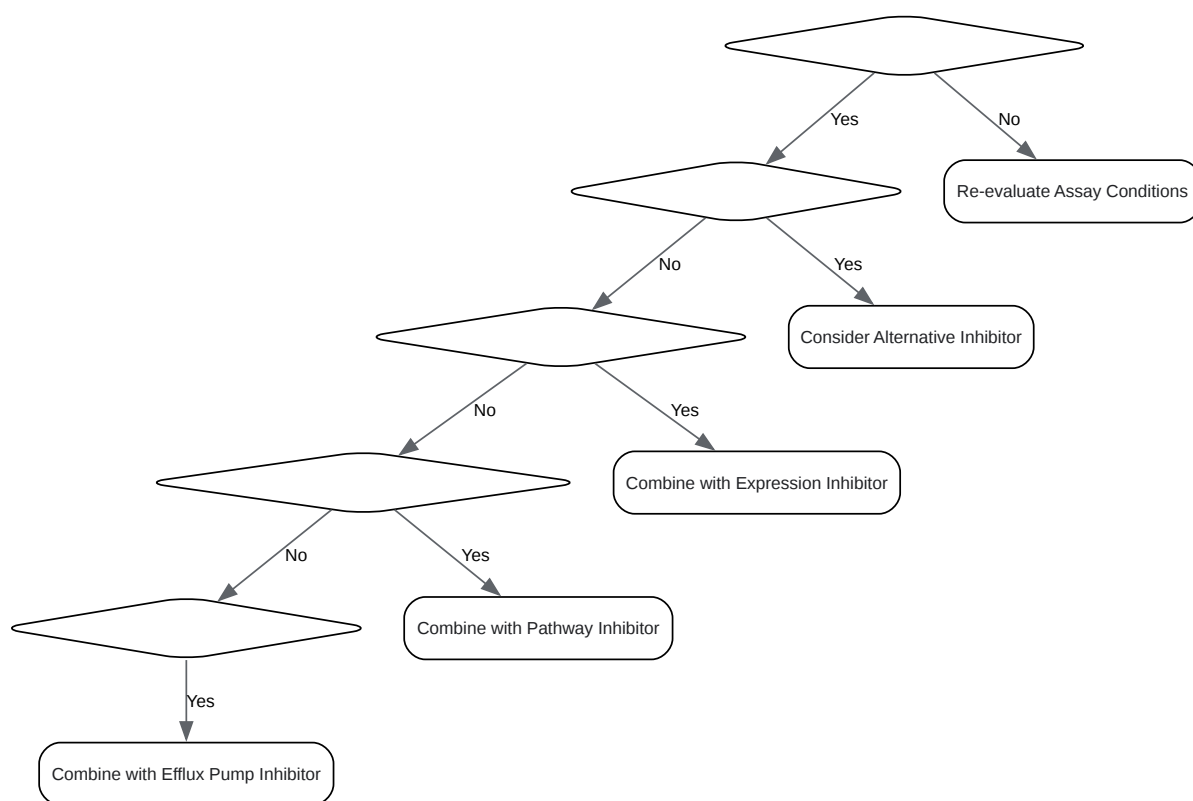 Yes
No
Re-evaluate Assay Conditions
No
Yes
Consider Alternative Inhibitor
No
Yes
Combine with Expression Inhibitor
No
Yes
Combine with Pathway Inhibitor
Yes
Combine with Efflux Pump Inhibitor